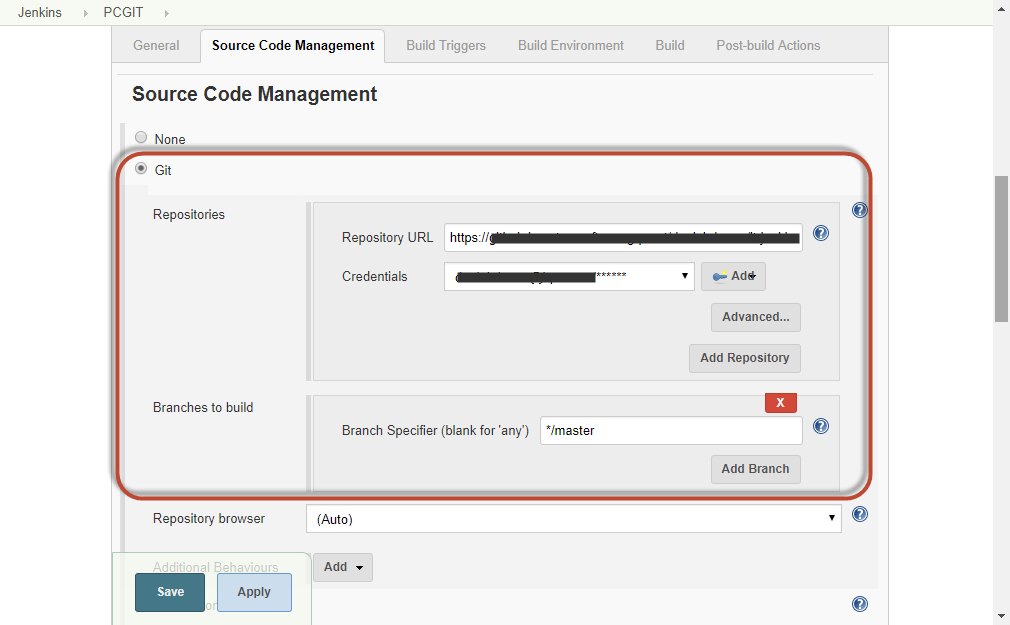 Jenkins PCGIT
General Source Code Management Build Triggers Build Environment Build Post-build Actions
Source Code Management
None
Git
Repositories
Repository URL https://
Credentials /****** Add
Advanced...
Add Repository
Branches to build
X
Branch Specifier (blank for 'any') */master
Add Branch
Repository browser (Auto)
Additional Behaviours Add
Save Apply